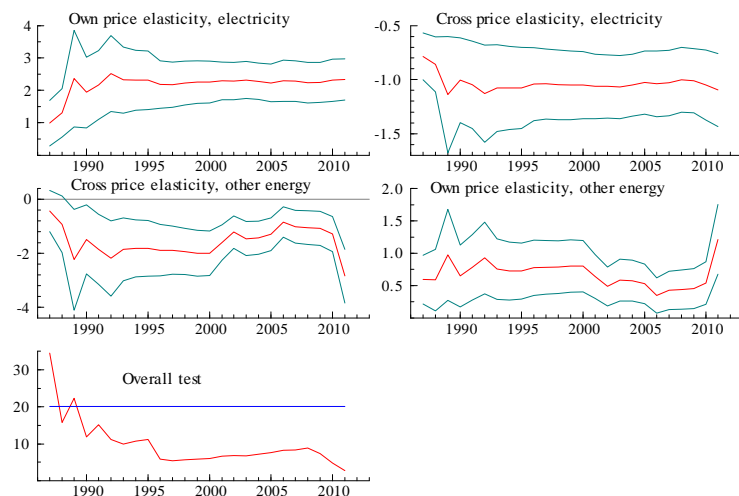 Own price elasticity, electricity
4
3
2
1
1990 1995 2000 2005 2010
Cross price elasticity, electricity
-0.5
-1.0
-1.5
1990 1995 2000 2005 2010
Cross price elasticity, other energy
0
-2
-4
1990 1995 2000 2005 2010
Own price elasticity, other energy
2.0
1.5
1.0
0.5
1990 1995 2000 2005 2010
Overall test
30
20
10
1990 1995 2000 2005 2010